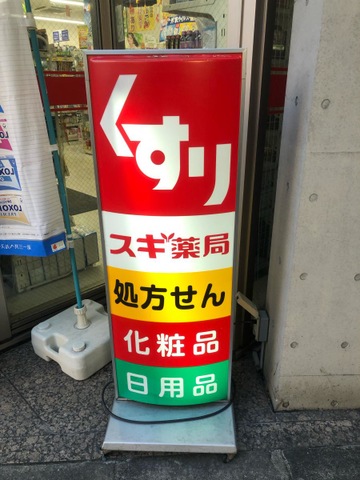 くすり
スギ薬局
処方せん
化粧品
日用品